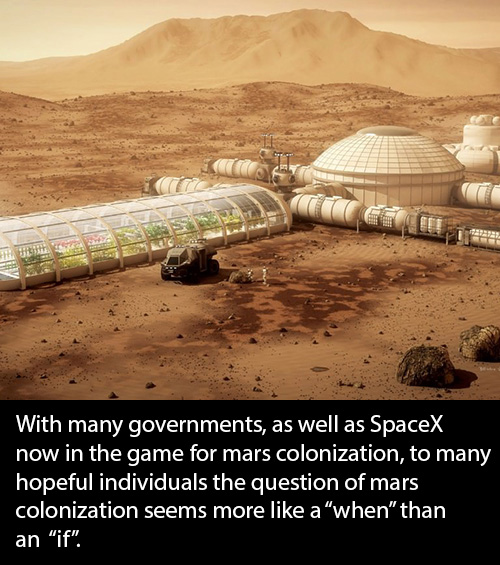 With many governments, as well as SpaceX
now in the game for mars colonization, to many
hopeful individuals the question of mars
colonization seems more like a “when” than
an “if”.